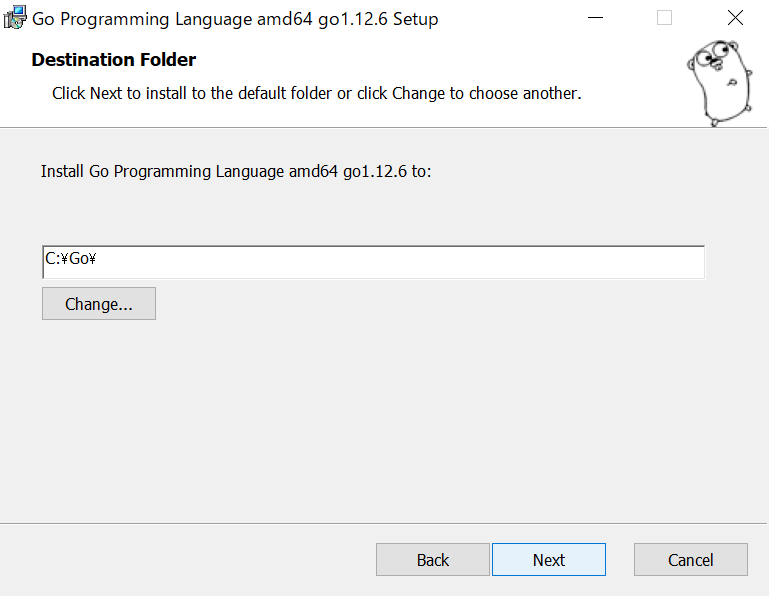 Go Programming Language amd64 go1.12.6 Setup
Destination Folder
Click Next to install to the default folder or click Change to choose another.
Install Go Programming Language amd64 go1.12.6 to:
C:¥Go¥
Change...
Back
Next
Cancel